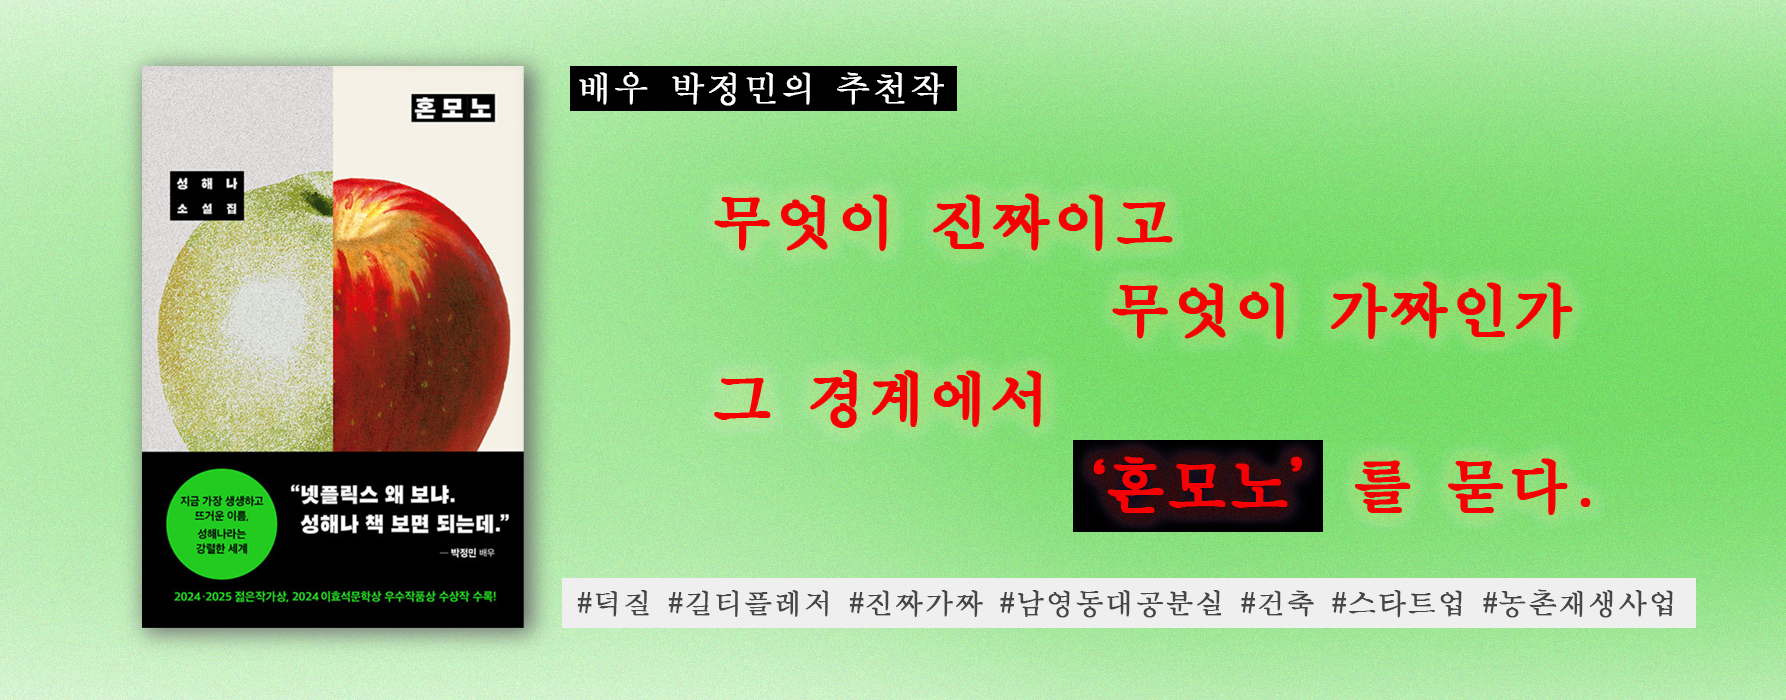 혼모노
성해나
소설집
지금 가장 생생하고
뜨거운 이름,
성해나라는
강렬한 세계
“넷플릭스 왜 보냐.
성해나 책 보면 되는데.”
— 박정민 배우
2024·2025 젊은작가상, 2024 이효석문학상 우수작품상 수상작 수록!
배우 박정민의 추천작
무엇이 진짜이고
무엇이 가짜인가
그 경계에서
‘혼모노’ 를 묻다.
#덕질 #길티플레저 #진짜가짜 #남영동대공분실 #건축 #스타트업 #농촌재생사업